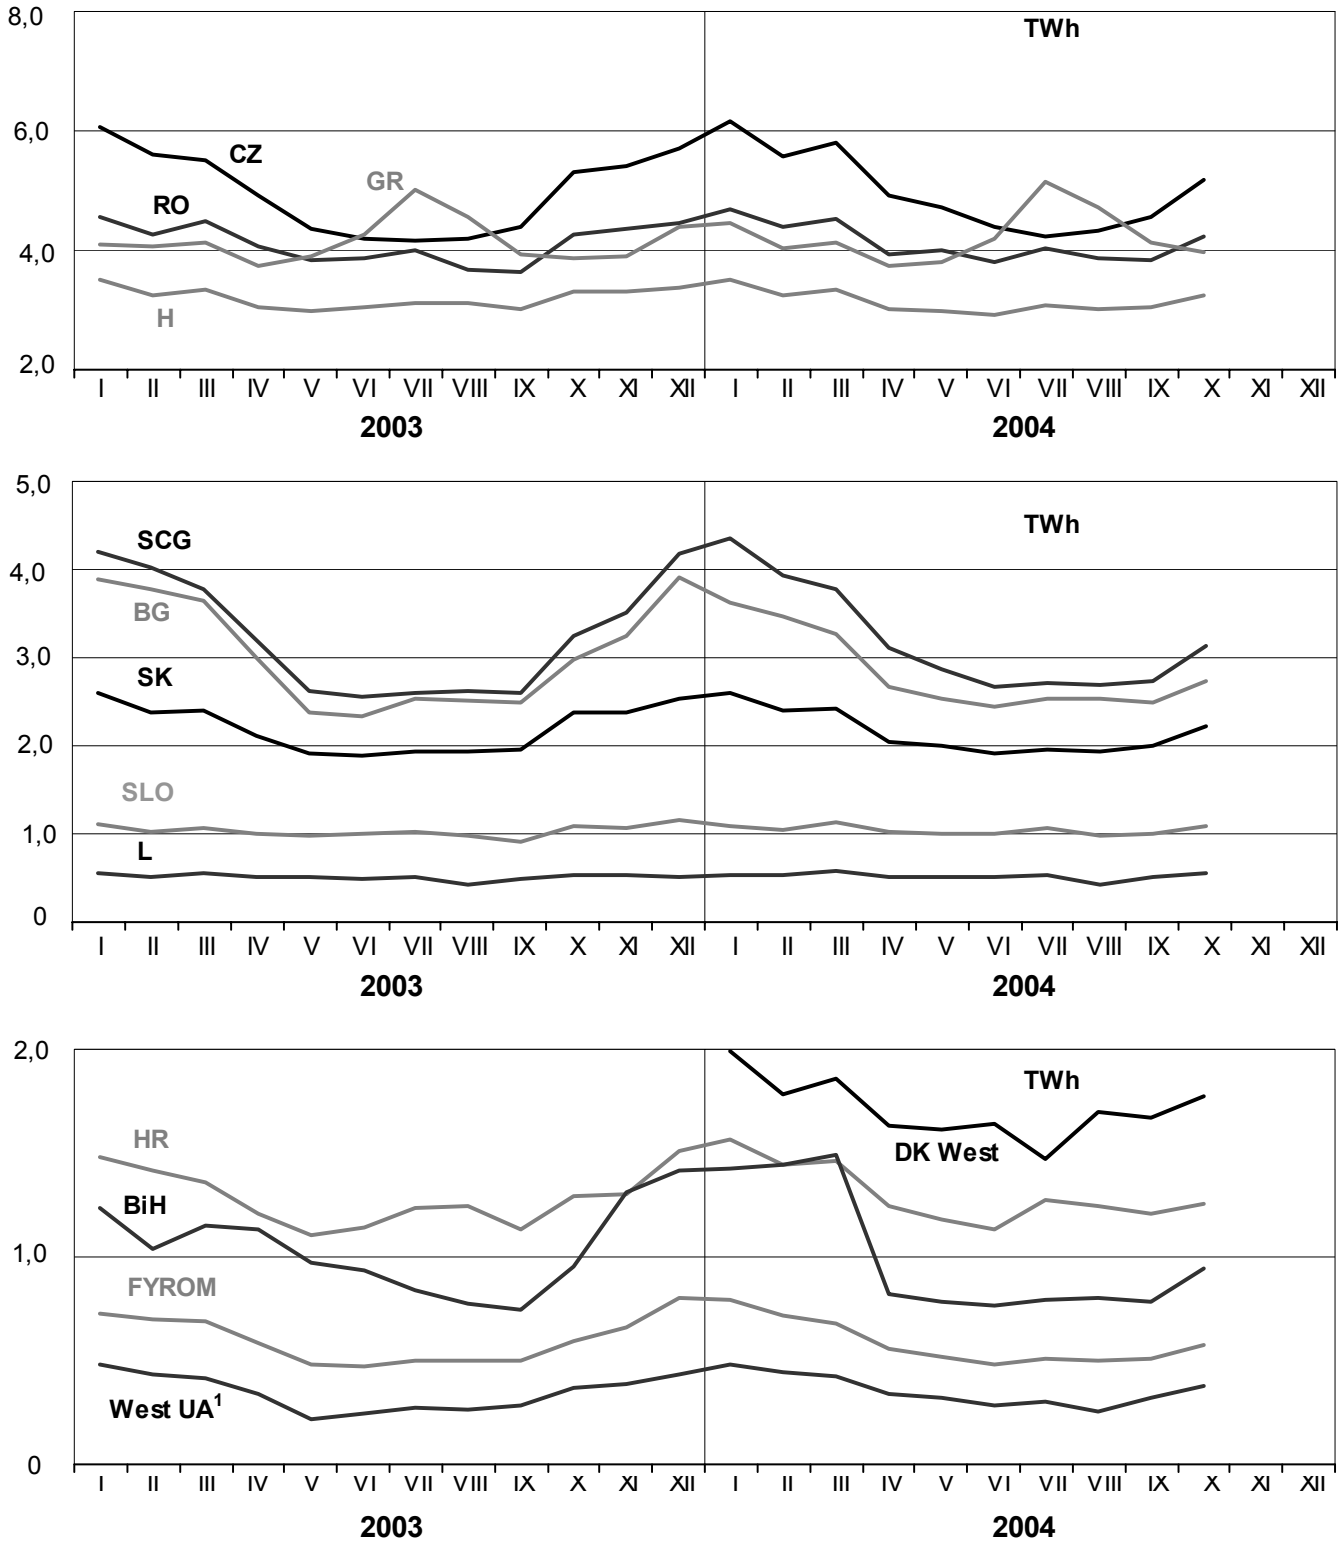 8,0
TWh
6,0
CZ
GR
RO
4,0
H
2,0
I II III IV V VI VII VIII IX X XI XII I II III IV V VI VII VIII IX X XI XII
2003 2004
5,0
SCG
TWh
4,0
BG
3,0
SK
2,0
SLO
1,0
L
0
I II III IV V VI VII VIII IX X XI XII I II III IV V VI VII VIII IX X XI XII
2003 2004
2,0
TWh
HR
DK West
BiH
1,0
FYROM
West UA¹
0
I II III IV V VI VII VIII IX X XI XII I II III IV V VI VII VIII IX X XI XII
2003 2004